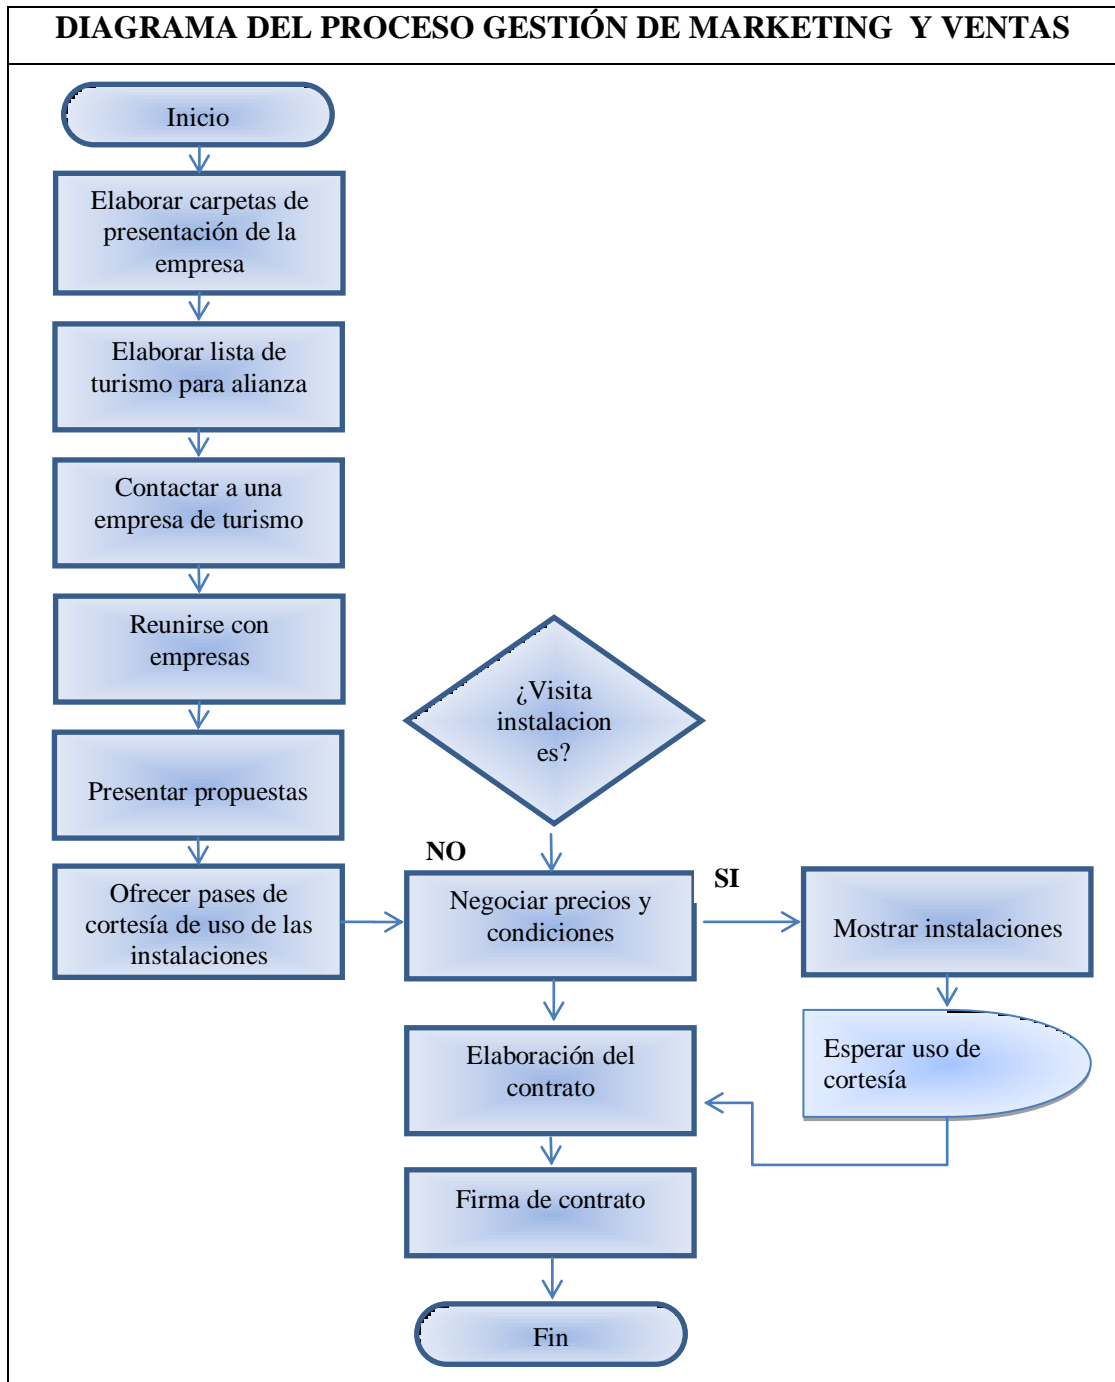 DIAGRAMA DEL PROCESO GESTIÓN DE MARKETING Y VENTAS
Inicio
Elaborar carpetas de
presentación de la
empresa
Elaborar lista de
turismo para alianza
Contactar a una
empresa de turismo
Reunirse con
empresas
Presentar propuestas
Ofrecer pases de
cortesía de uso de las
instalaciones
¿Visita
instalacion
es?
NO
Negociar precios y
condiciones
SI
Mostrar instalaciones
Esperar uso de
cortesía
Elaboración del
contrato
Firma de contrato
Fin